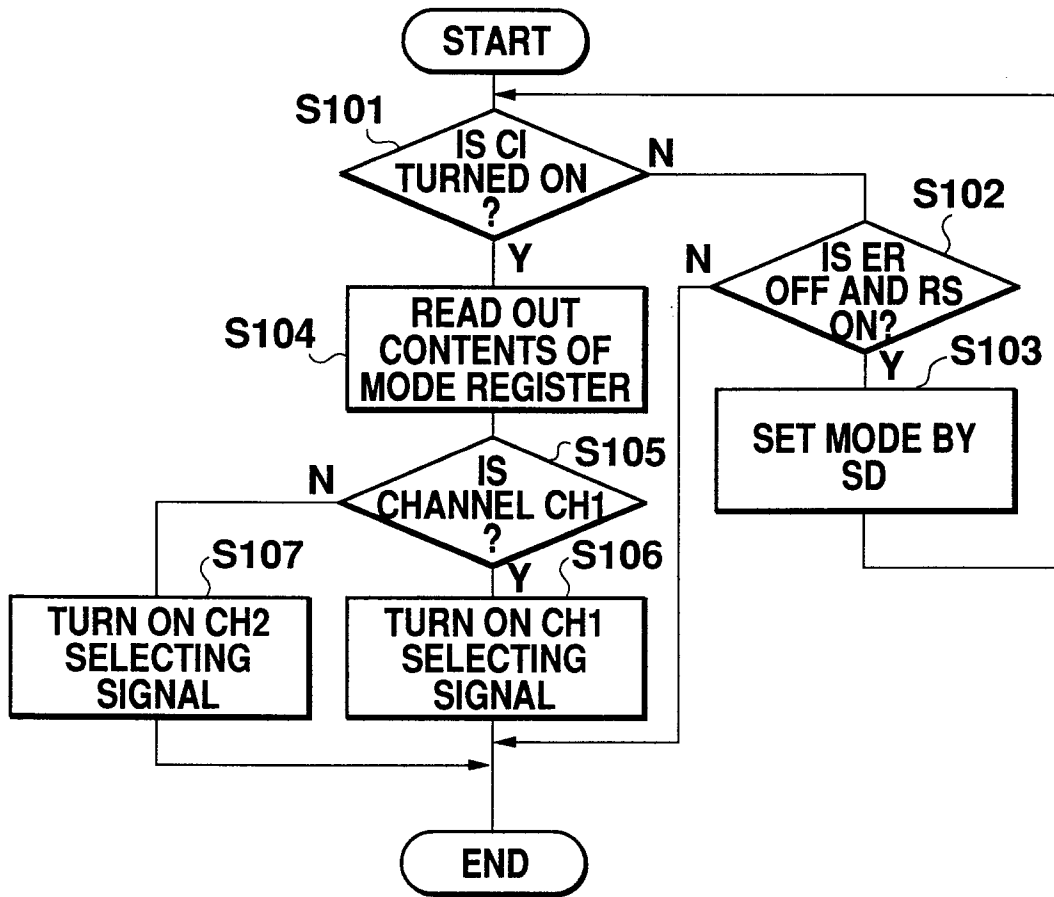 START
S101
IS CI
TURNED ON
?
N
Y
S102
IS ER
OFF AND RS
ON?
N
Y
S104
READ OUT
CONTENTS OF
MODE REGISTER
S103
SET MODE BY
SD
S105
IS
CHANNEL CH1
?
N
Y
S107
TURN ON CH2
SELECTING
SIGNAL
S106
TURN ON CH1
SELECTING
SIGNAL
END